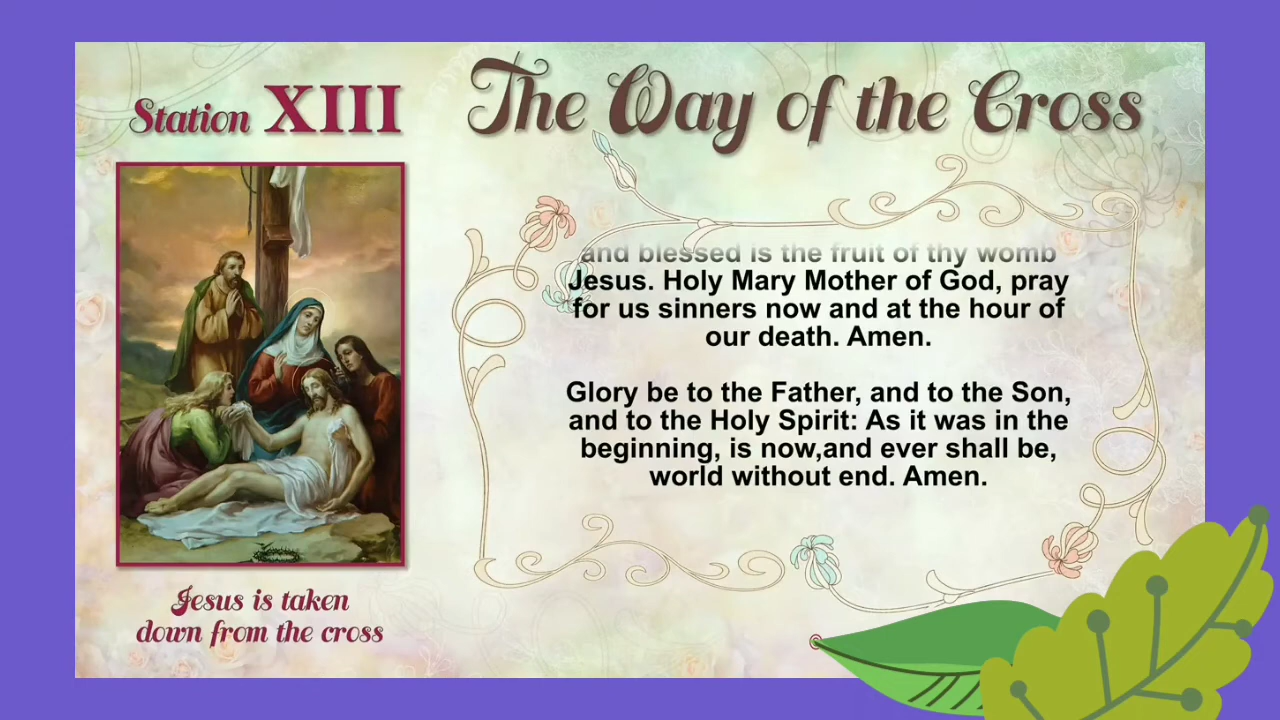 Station XIII
The Way of the Cross
and blessed is the fruit of thy womb
Jesus. Holy Mary Mother of God, pray
for us sinners now and at the hour of
our death. Amen.
Glory be to the Father, and to the Son,
and to the Holy Spirit: As it was in the
beginning, is now,and ever shall be,
world without end. Amen.
Jesus is taken
down from the cross